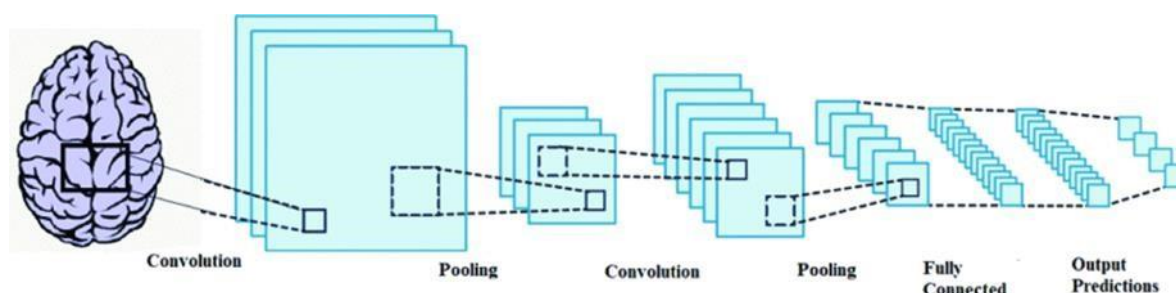 Convolution
Pooling
Convolution
Pooling
Fully
Connected
Output
Predictions